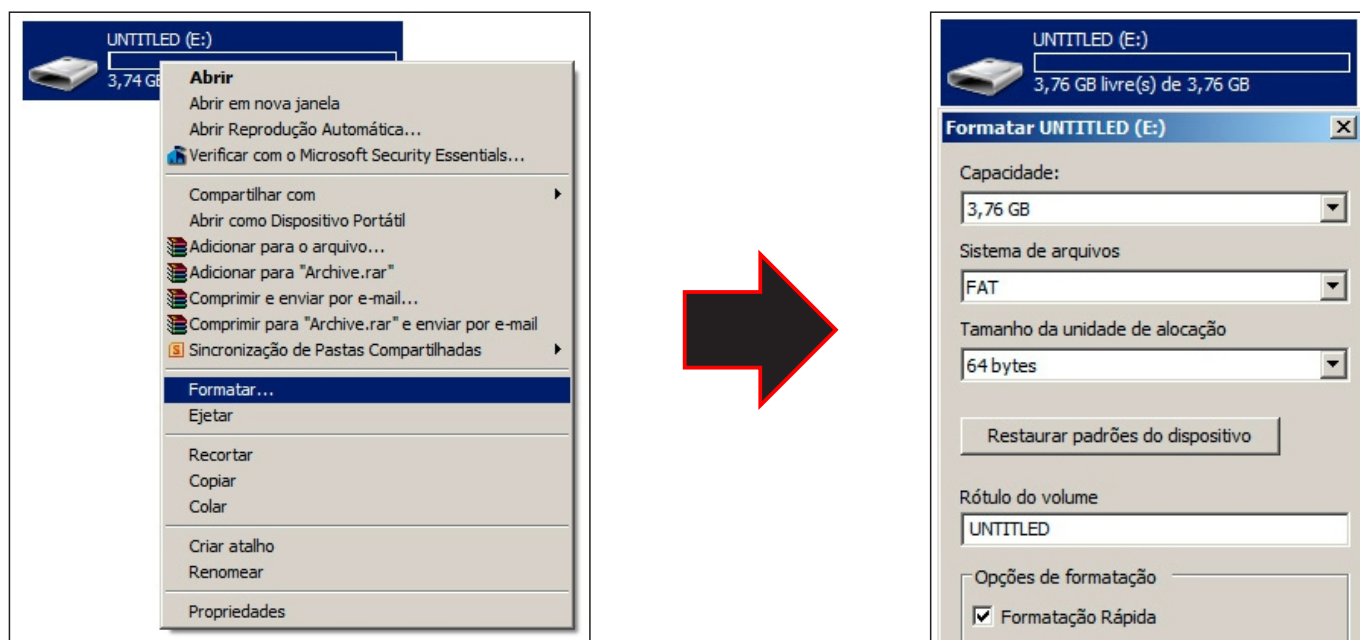 UNTITLED (E:)
3,74 GB
Abrir
Abrir em nova janela
Abrir Reprodução Automática...
Verificar com o Microsoft Security Essentials...
Compartilhar com
Abrir como Dispositivo Portátil
Adicionar para o arquivo...
Adicionar para "Archive.rar"
Comprimir e enviar por e-mail...
Comprimir para "Archive.rar" e enviar por e-mail
Sincronização de Pastas Compartilhadas
Formatar...
Ejetar
Recortar
Copiar
Colar
Criar atalho
Renomear
Propriedades
UNTITLED (E:)
3,76 GB livre(s) de 3,76 GB
Formatar UNTITLED (E:)
Capacidade:
3,76 GB
Sistema de arquivos
FAT
Tamanho da unidade de alocação
64 bytes
Restaurar padrões do dispositivo
Rótulo do volume
UNTITLED
Opções de formatação
Formatação Rápida